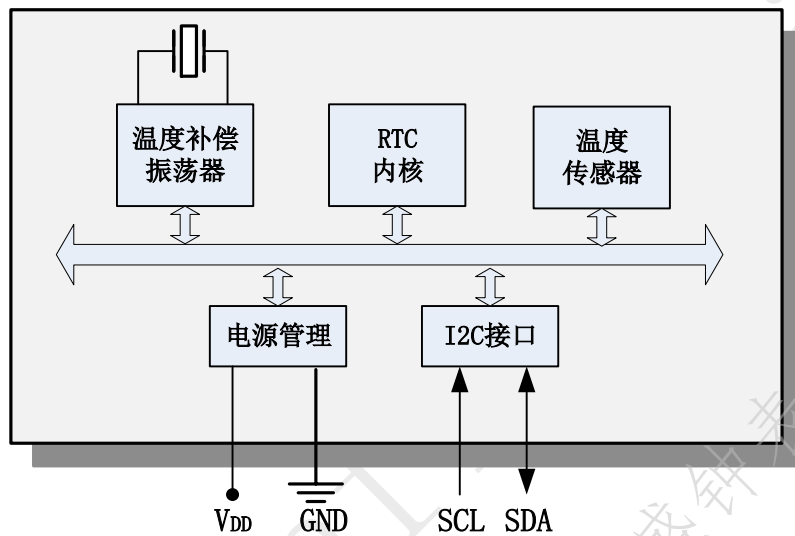 温度补偿
振荡器
RTC
内核
温度
传感器
电源管理
I2C接口
VDD
GND
SCL
SDA